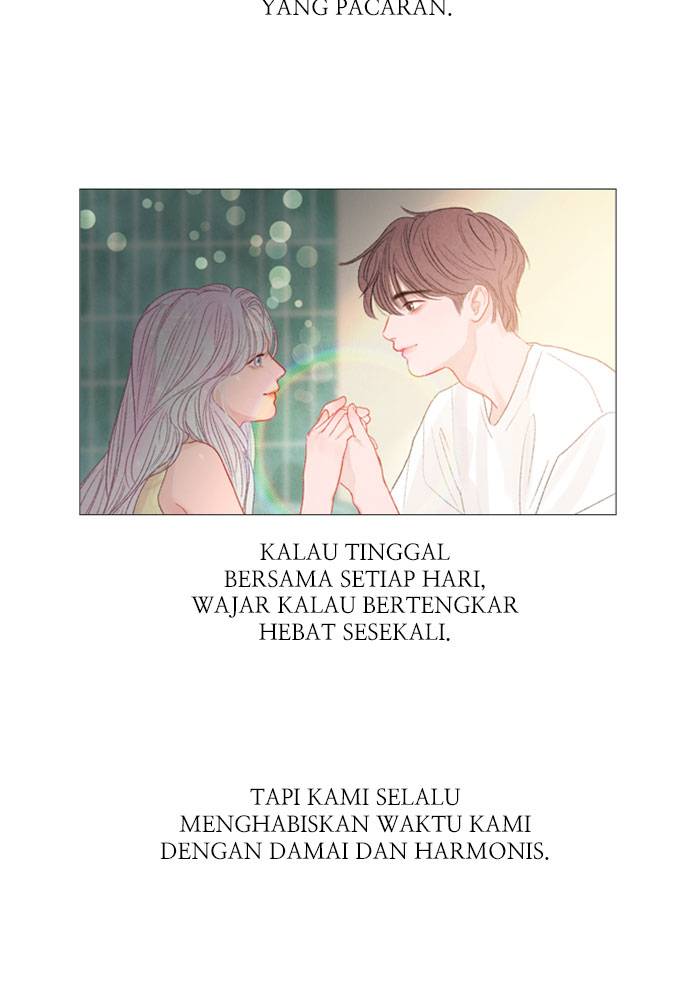 YANG PACARAN.
KALAU TINGGAL
BERSAMA SETIAP HARI,
WAJAR KALAU BERTENGKAR
HEBAT SESEKALI.
TAPI KAMI SELALU
MENGHABISKAN WAKTU KAMI
DENGAN DAMAI DAN HARMONIS.